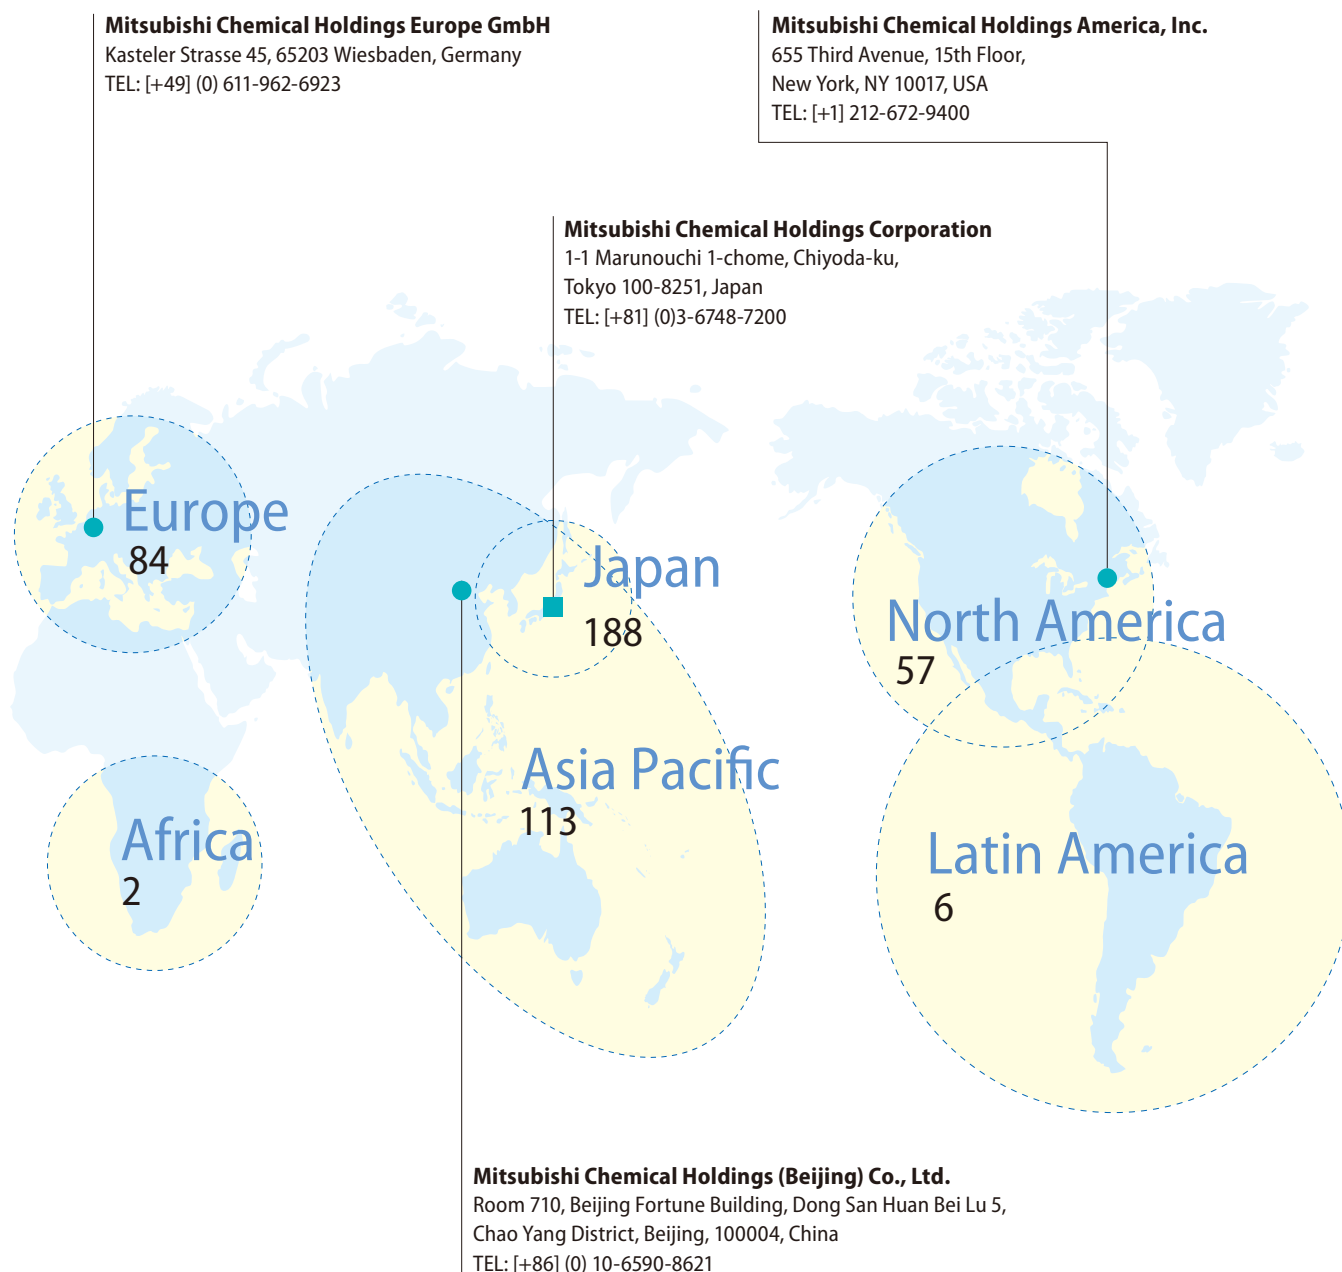 Mitsubishi Chemical Holdings Europe GmbH
Kasteler Strasse 45, 65203 Wiesbaden, Germany
TEL: [+49] (0) 611-962-6923
Mitsubishi Chemical Holdings America, Inc.
655 Third Avenue, 15th Floor,
New York, NY 10017, USA
TEL: [+1] 212-672-9400
Mitsubishi Chemical Holdings Corporation
1-1 Marunouchi 1-chome, Chiyoda-ku,
Tokyo 100-8251, Japan
TEL: [+81] (0)3-6748-7200
Europe
84
Japan
188
North America
57
Asia Pacific
113
Africa
2
Latin America
6
Mitsubishi Chemical Holdings (Beijing) Co., Ltd.
Room 710, Beijing Fortune Building, Dong San Huan Bei Lu 5,
Chao Yang District, Beijing, 100004, China
TEL: [+86] (0) 10-6590-8621